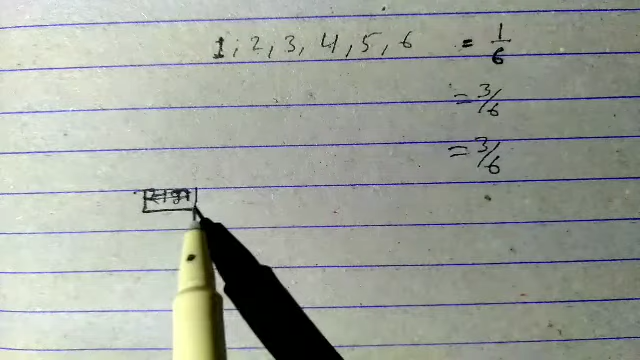 1, 2, 3, 4, 5, 6 = 1/6
= 3/6
= 3/6